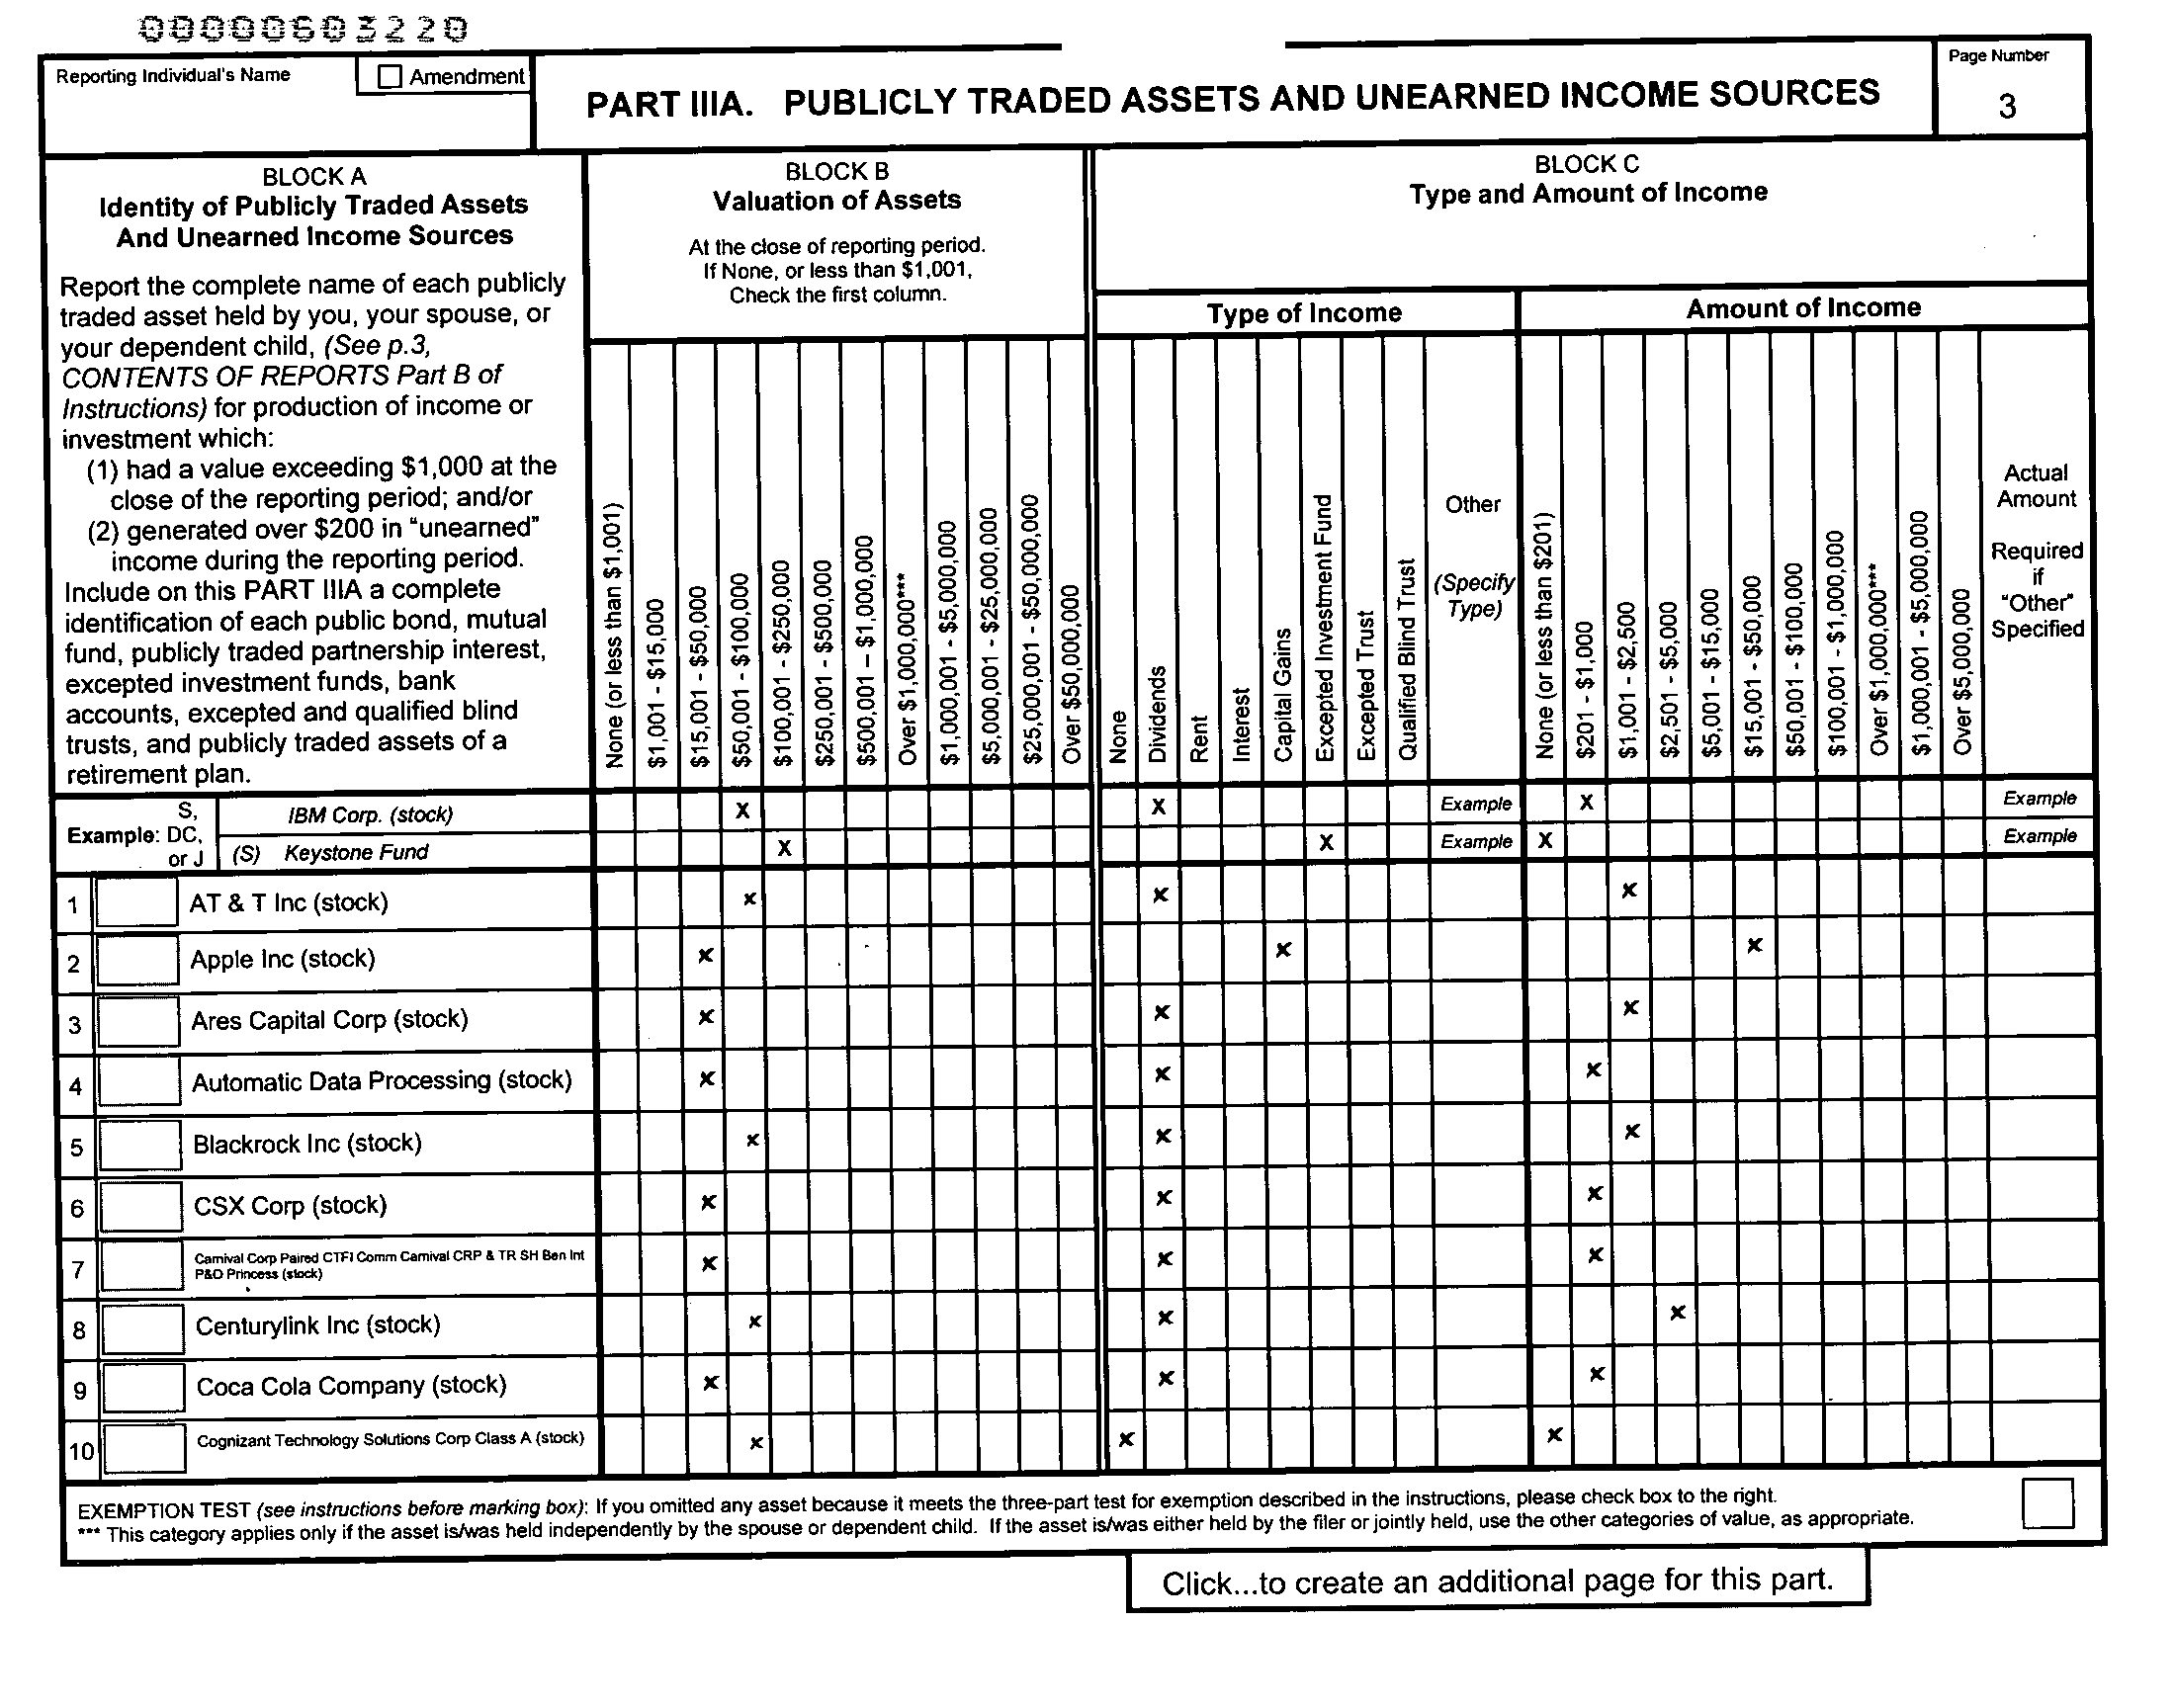 00000603220
Reporting Individual's Name
Amendment
PART IIIA. PUBLICLY TRADED ASSETS AND UNEARNED INCOME SOURCES
Page Number
3
BLOCK A
Identity of Publicly Traded Assets
And Unearned Income Sources
Report the complete name of each publicly
traded asset held by you, your spouse, or
your dependent child, (See p.3,
CONTENTS OF REPORTS Part B of
Instructions) for production of income or
investment which:
(1) had a value exceeding $1,000 at the
close of the reporting period; and/or
(2) generated over $200 in "unearned"
income during the reporting period.
Include on this PART IIIA a complete
identification of each public bond, mutual
fund, publicly traded partnership interest,
excepted investment funds, bank
accounts, excepted and qualified blind
trusts, and publicly traded assets of a
retirement plan.
BLOCK B
Valuation of Assets
At the close of reporting period.
If None, or less than $1,001,
Check the first column.
None (or less than $1,001)
$1,001 - $15,000
$15,001 - $50,000
$50,001 - $100,000
$100,001 - $250,000
$250,001 - $500,000
$500,001 – $1,000,000
Over $1,000,000***
$1,000,001 - $5,000,000
$5,000,001 - $25,000,000
$25,000,001 - $50,000,000
Over $50,000,000
BLOCK C
Type and Amount of Income
Type of Income
None
Dividends
Rent
Interest
Capital Gains
Excepted Investment Fund
Excepted Trust
Qualified Blind Trust
Other
(Specify
Type)
Amount of Income
None (or less than $201)
$201 - $1,000
$1,001 - $2,500
$2,501 - $5,000
$5,001 - $15,000
$15,001 - $50,000
$50,001 - $100,000
$100,001 - $1,000,000
Over $1,000,000***
$1,000,001 - $5,000,000
Over $5,000,000
Actual
Amount
Required
if
"Other"
Specified
Example:
S,
DC,
or J
IBM Corp. (stock) X X Example X Example
(S) Keystone Fund X X Example X Example
1 AT & T Inc (stock) x x x
2 Apple Inc (stock) x x x
3 Ares Capital Corp (stock) x x x
4 Automatic Data Processing (stock) x x x
5 Blackrock Inc (stock) x x x
6 CSX Corp (stock) x x x
7 Carnival Corp Paired CTFI Comm Carnival CRP & TR SH Ben Int
P&O Princess (stock) x x x
8 Centurylink Inc (stock) x x x
9 Coca Cola Company (stock) x x x
10 Cognizant Technology Solutions Corp Class A (stock) x x x
EXEMPTION TEST (see instructions before marking box): If you omitted any asset because it meets the three-part test for exemption described in the instructions, please check box to the right.
*** This category applies only if the asset is/was held independently by the spouse or dependent child. If the asset is/was either held by the filer or jointly held, use the other categories of value, as appropriate.
Click...to create an additional page for this part.